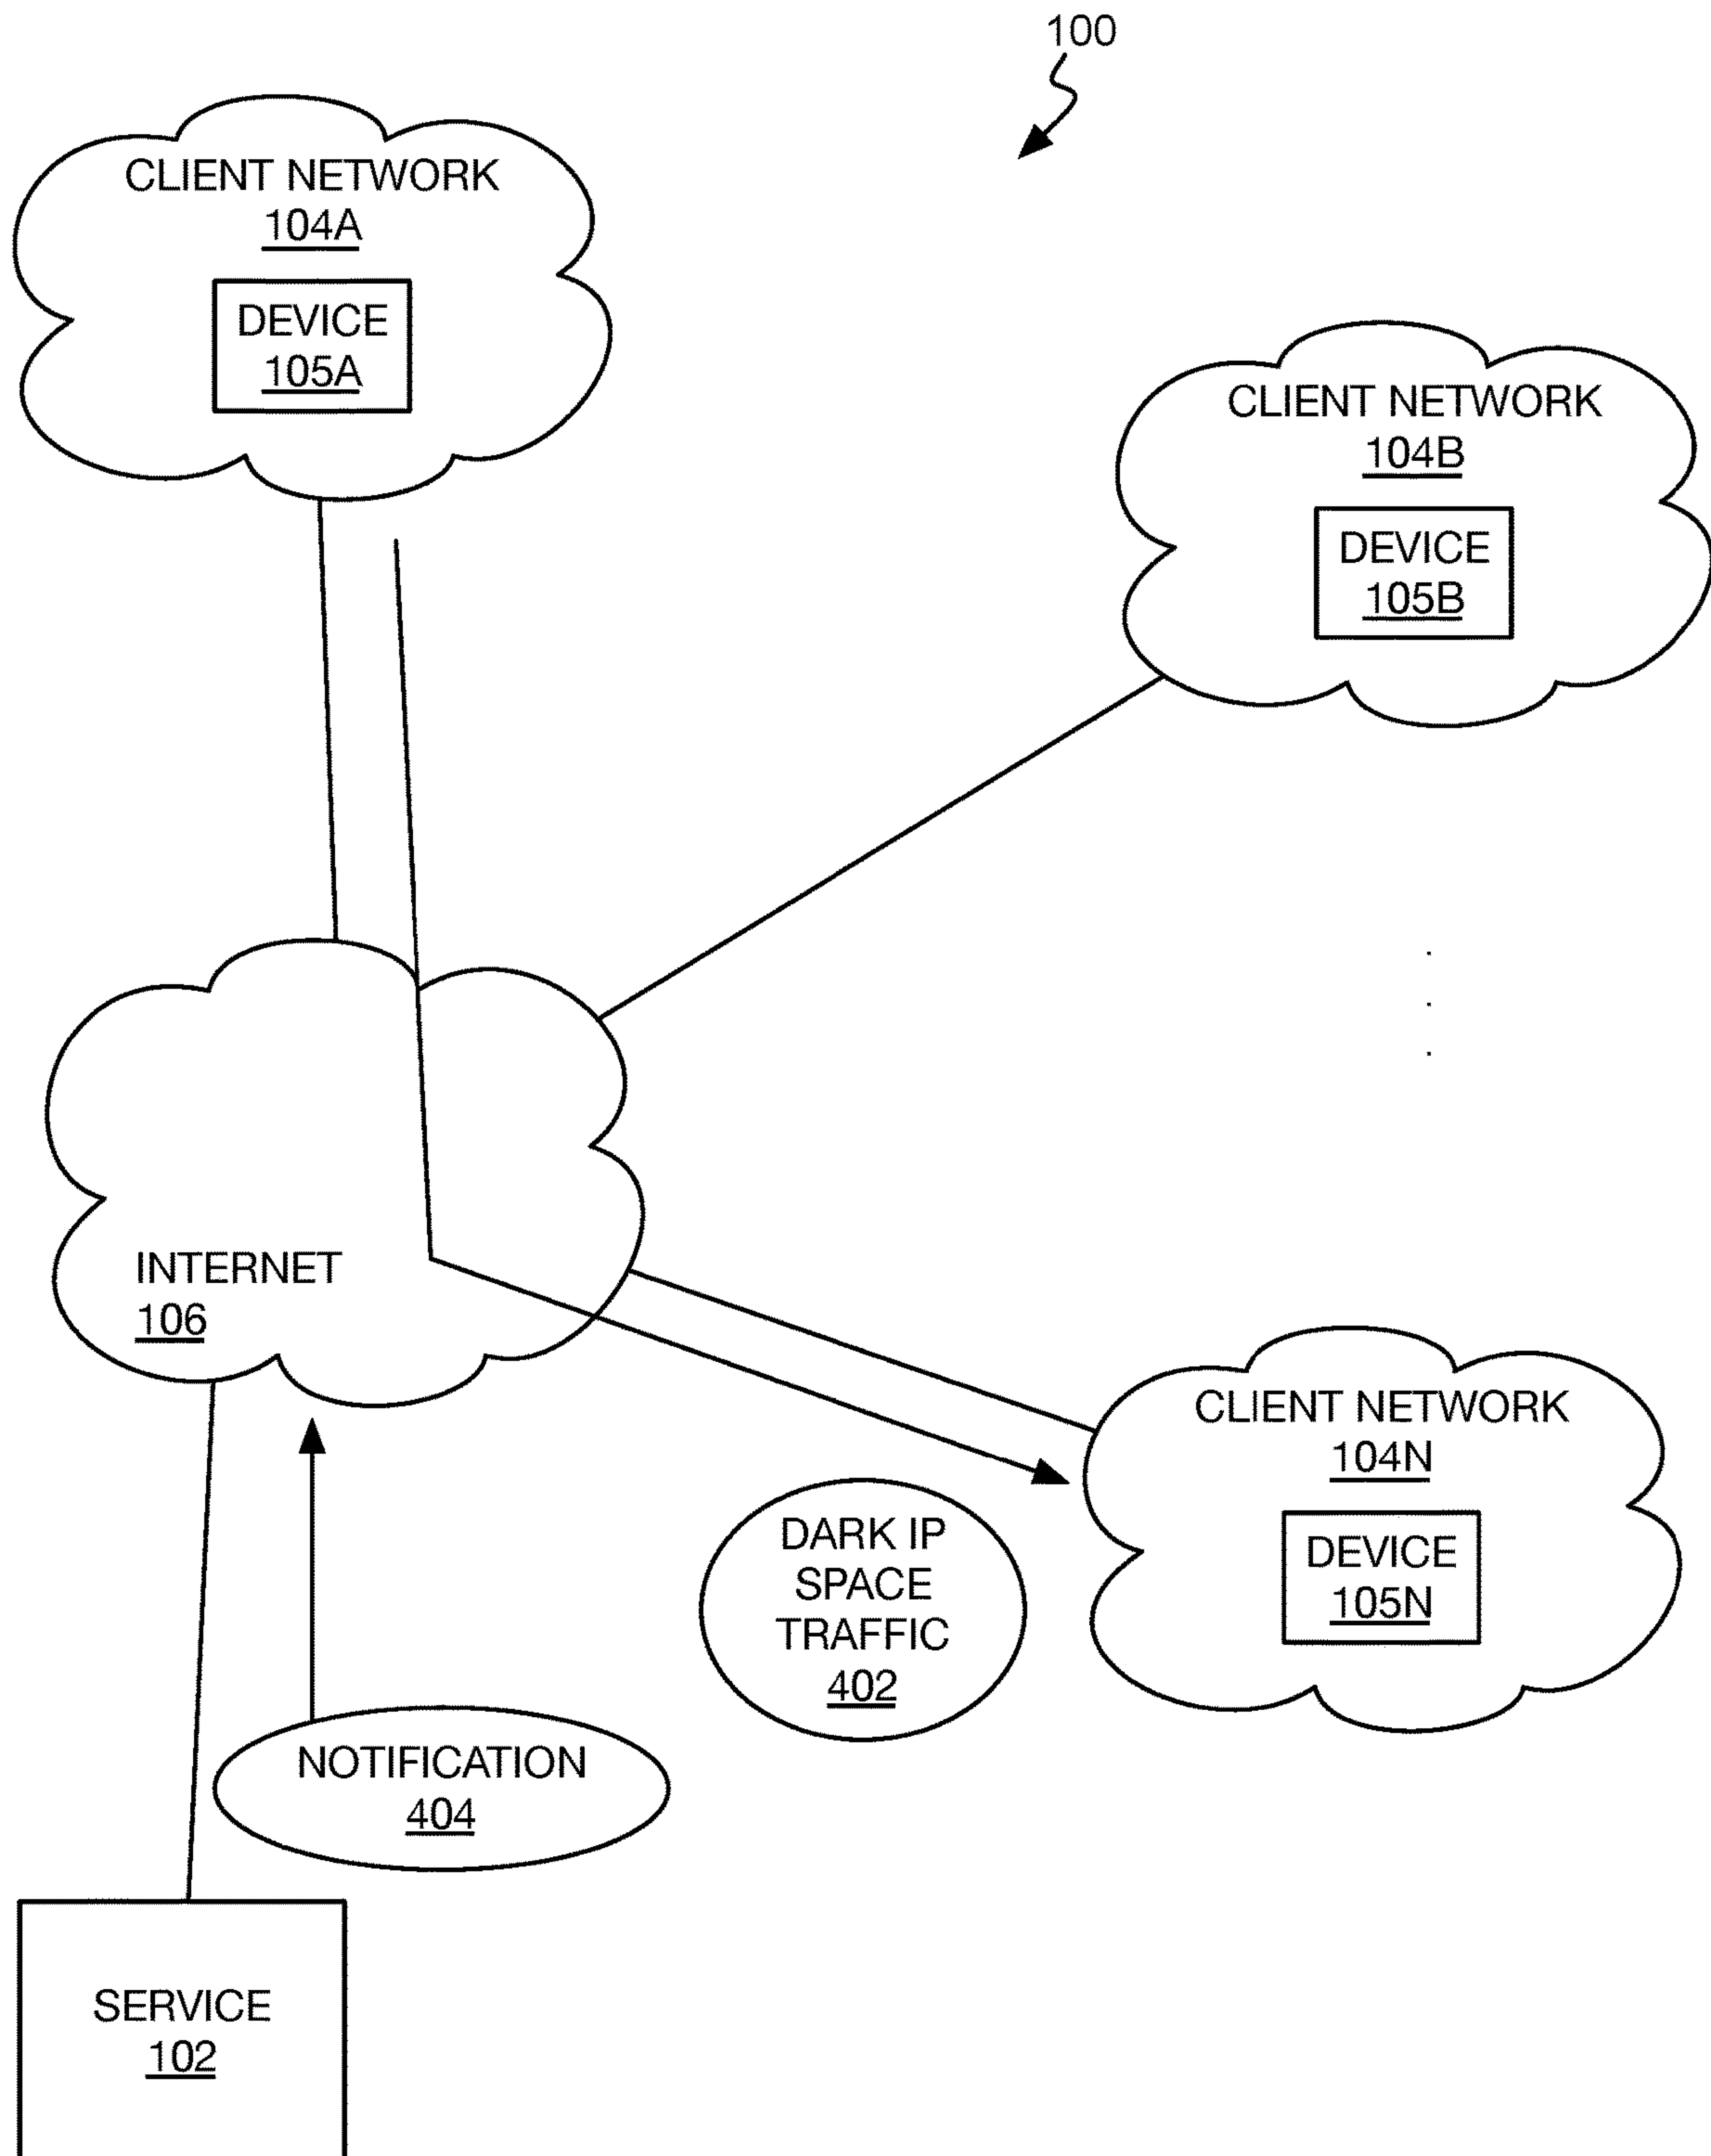 100
CLIENT NETWORK
104A
DEVICE
105A
CLIENT NETWORK
104B
DEVICE
105B
INTERNET
106
CLIENT NETWORK
104N
DEVICE
105N
DARK IP
SPACE
TRAFFIC
402
NOTIFICATION
404
SERVICE
102